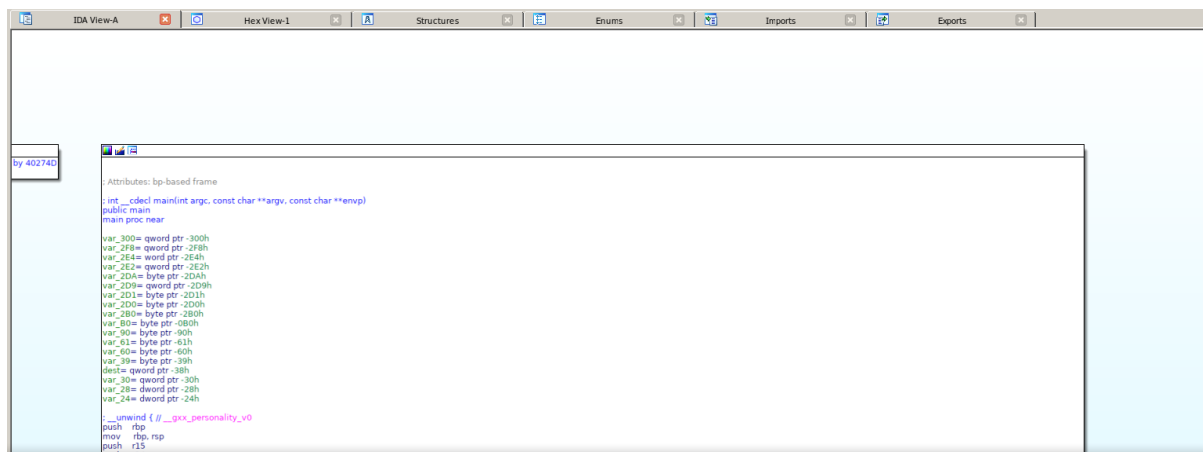 IDA View-A Hex View-1 A Structures Enums Imports Exports
by 40274D
; Attributes: bp-based frame
; int __cdecl main(int argc, const char **argv, const char **envp)
public main
main proc near
var_300= qword ptr -300h
var_2F8= qword ptr -2F8h
var_2E4= word ptr -2E4h
var_2E2= qword ptr -2E2h
var_2DA= byte ptr -2DAh
var_2D9= qword ptr -2D9h
var_2D1= byte ptr -2D1h
var_2D0= byte ptr -2D0h
var_2B0= byte ptr -2B0h
var_B0= byte ptr -0B0h
var_90= byte ptr -90h
var_61= byte ptr -61h
var_60= byte ptr -60h
var_39= byte ptr -39h
dest= qword ptr -38h
var_30= qword ptr -30h
var_28= dword ptr -28h
var_24= dword ptr -24h
; __unwind { // __gxx_personality_v0
push rbp
mov rbp, rsp
push r15